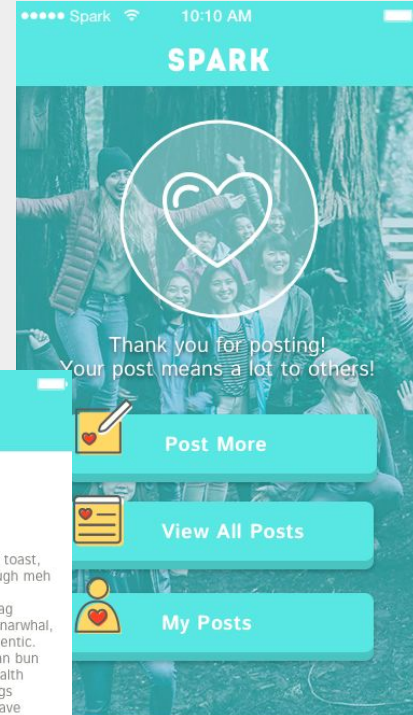 Spark 10:10 AM
SPARK
Thank you for posting!
Your post means a lot to others!
Post More
View All Posts
My Posts
toast,
ugh meh
ag
narwhal,
entic.
an bun
alth
gs
ave